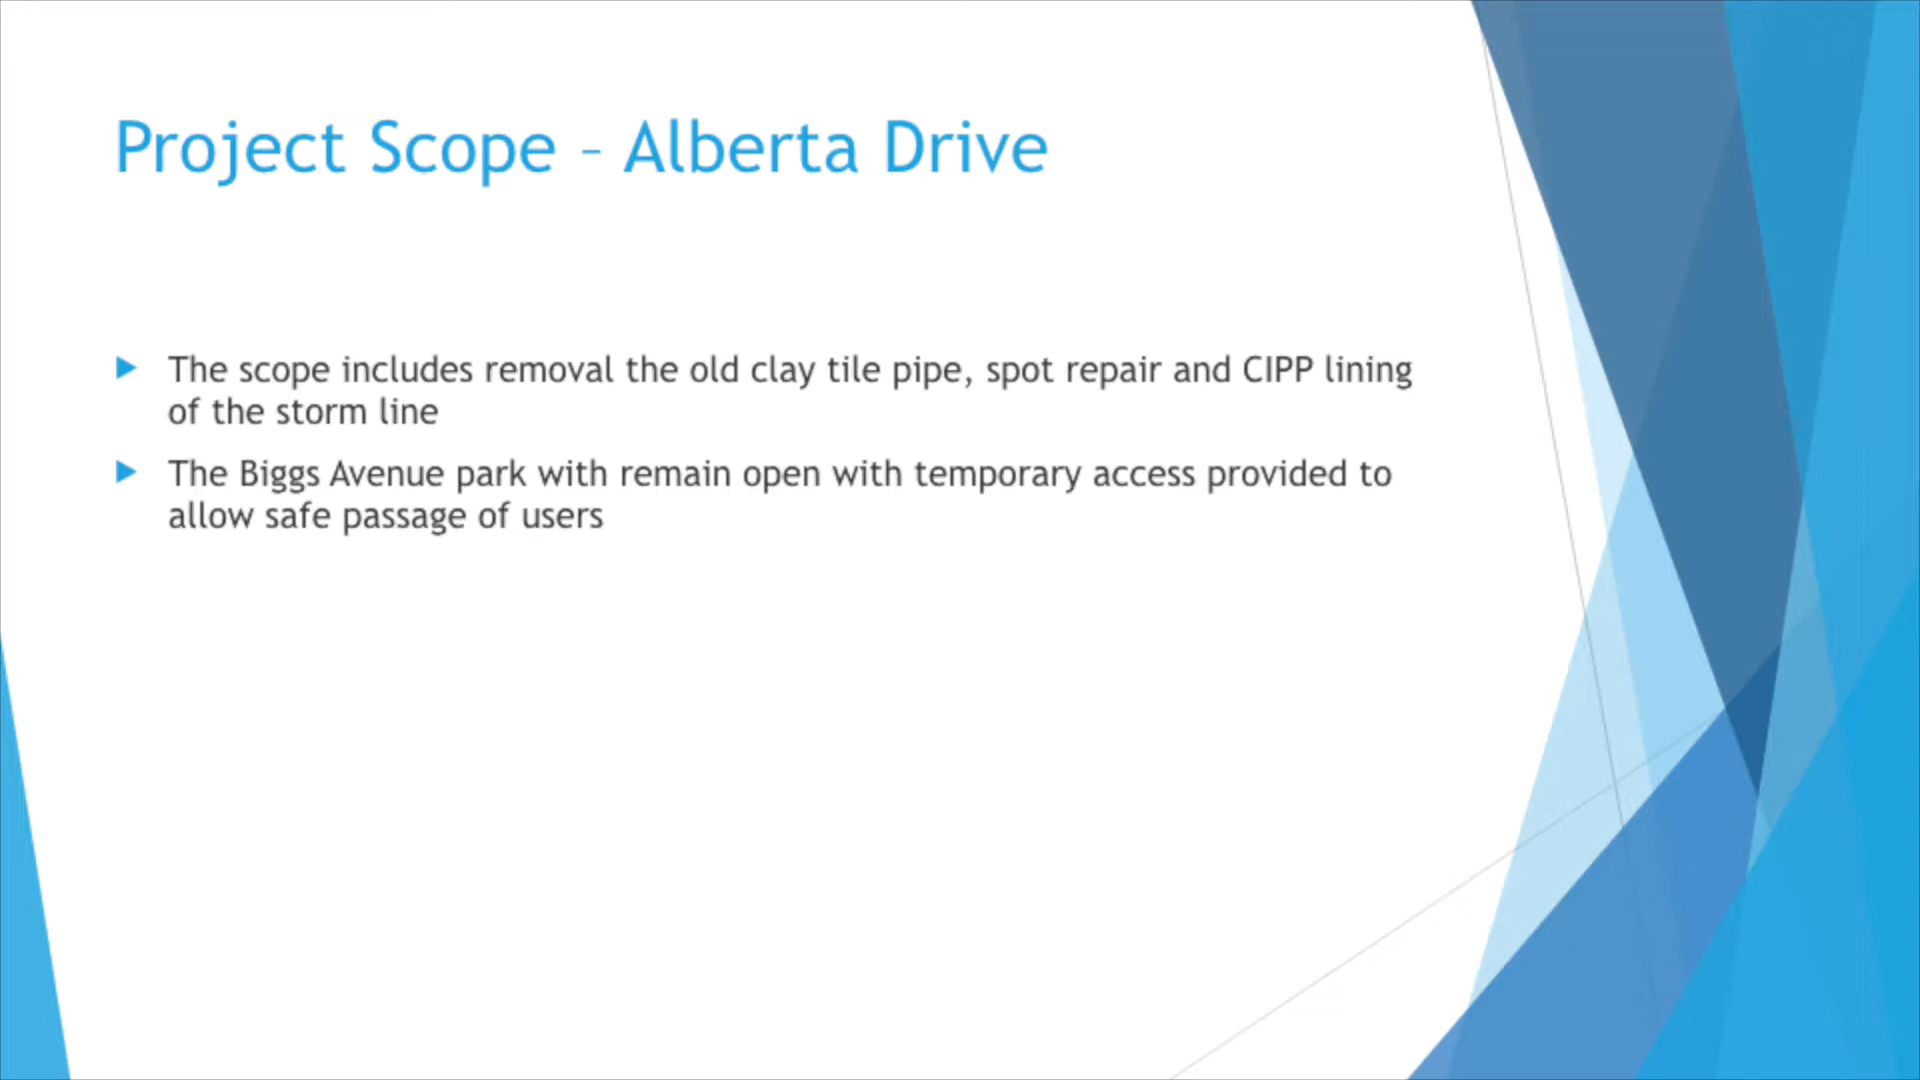 Project Scope – Alberta Drive
The scope includes removal the old clay tile pipe, spot repair and CIPP lining
of the storm line
The Biggs Avenue park with remain open with temporary access provided to
allow safe passage of users